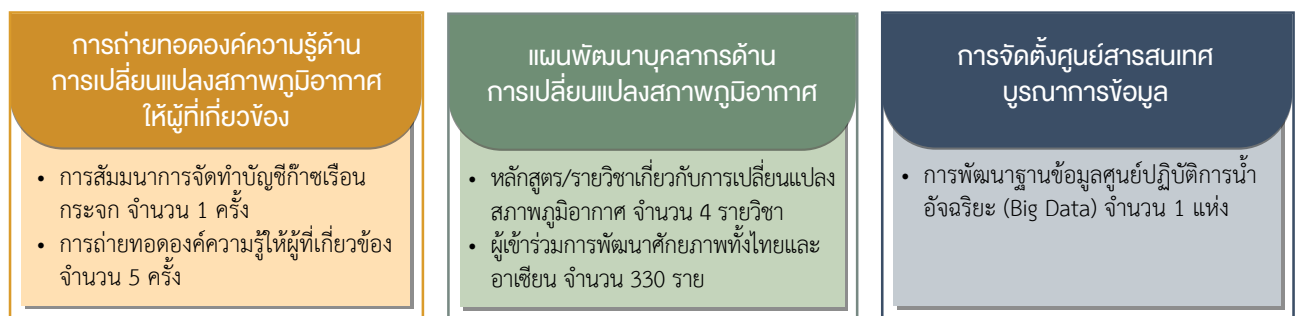 การถ่ายทอดองค์ความรู้ด้าน
การเปลี่ยนแปลงสภาพภูมิอากาศ
ให้ผู้ที่เกี่ยวข้อง
• การสัมมนาการจัดทำบัญชีก๊าซเรือน
กระจก จำนวน 1 ครั้ง
• การถ่ายทอดองค์ความรู้ให้ผู้ที่เกี่ยวข้อง
จำนวน 5 ครั้ง
แผนพัฒนาบุคลากรด้าน
การเปลี่ยนแปลงสภาพภูมิอากาศ
• หลักสูตร/รายวิชาเกี่ยวกับการเปลี่ยนแปลง
สภาพภูมิอากาศ จำนวน 4 รายวิชา
• ผู้เข้าร่วมการพัฒนาศักยภาพทั้งไทยและ
อาเซียน จำนวน 330 ราย
การจัดตั้งศูนย์สารสนเทศ
บูรณาการข้อมูล
• การพัฒนาฐานข้อมูลศูนย์ปฏิบัติการน้ำ
อัจฉริยะ (Big Data) จำนวน 1 แห่ง